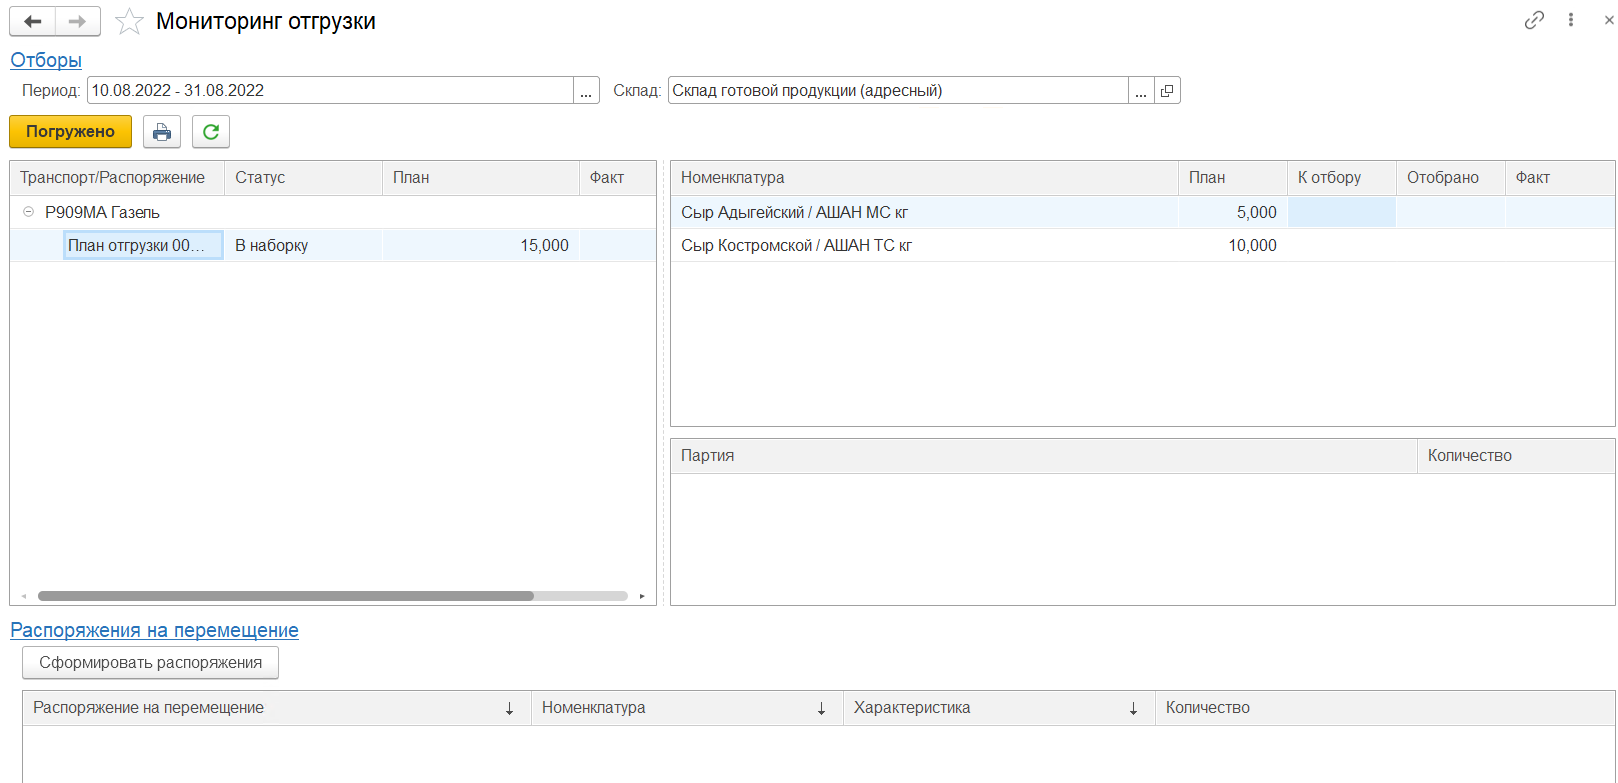 Мониторинг отгрузки
Отборы
Период: 10.08.2022 - 31.08.2022 ... Склад: Склад готовой продукции (адресный) ...
Погружено
Транспорт/Распоряжение Статус План Факт
Р909МА Газель
План отгрузки 00... В наборку 15,000
Номенклатура План К отбору Отобрано Факт
Сыр Адыгейский / АШАН МС кг 5,000
Сыр Костромской / АШАН ТС кг 10,000
Партия Количество
Распоряжения на перемещение
Сформировать распоряжения
Распоряжение на перемещение ↓ Номенклатура ↓ Характеристика ↓ Количество